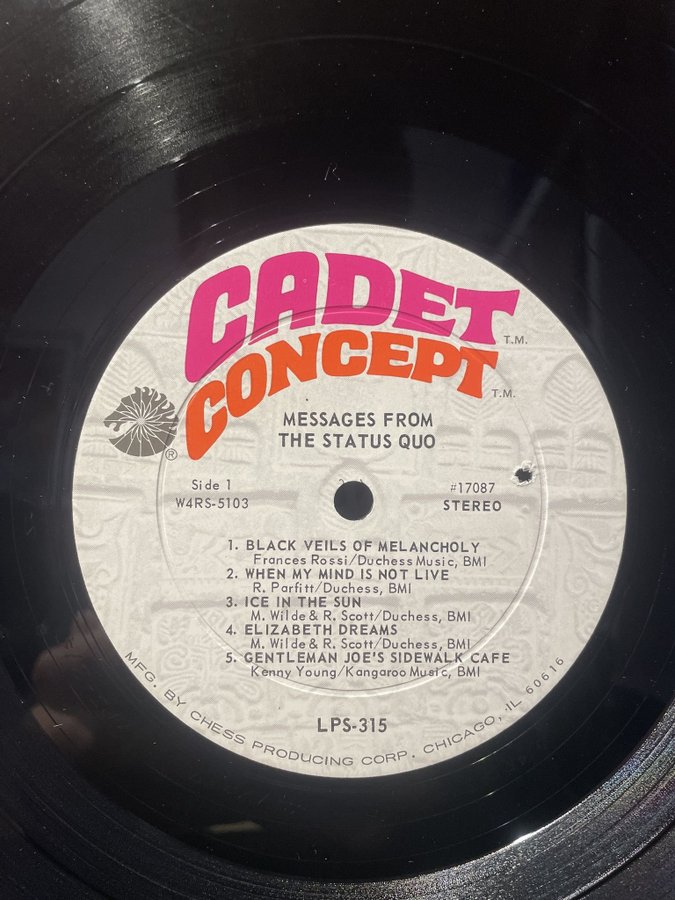 CADET T.M.
CONCEPT T.M.
®
MESSAGES FROM
THE STATUS QUO
Side 1
W4RS-5103
#17087
STEREO
1. BLACK VEILS OF MELANCHOLY
Frances Rossi/Duchess Music, BMI
2. WHEN MY MIND IS NOT LIVE
R. Parfitt/Duchess, BMI
3. ICE IN THE SUN
M. Wilde & R. Scott/Duchess, BMI
4. ELIZABETH DREAMS
M. Wilde & R. Scott/Duchess, BMI
5. GENTLEMAN JOE'S SIDEWALK CAFE
Kenny Young/Kangaroo Music, BMI
LPS-315
MFG. BY CHESS PRODUCING CORP. CHICAGO, IL 60616